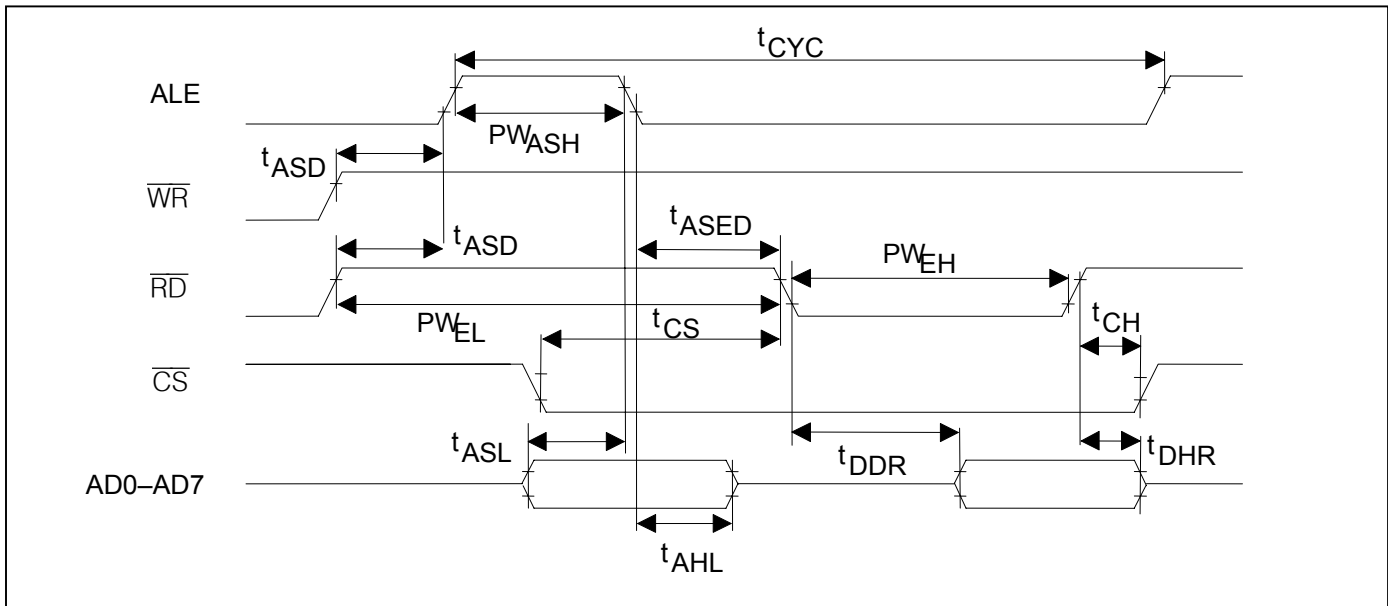 tCYC
ALE
PWASH
tASD
WR
tASED
tASD
PWEH
RD
PWEL
tCS
tCH
CS
tASL
tDDR
tDHR
AD0–AD7
tAHL